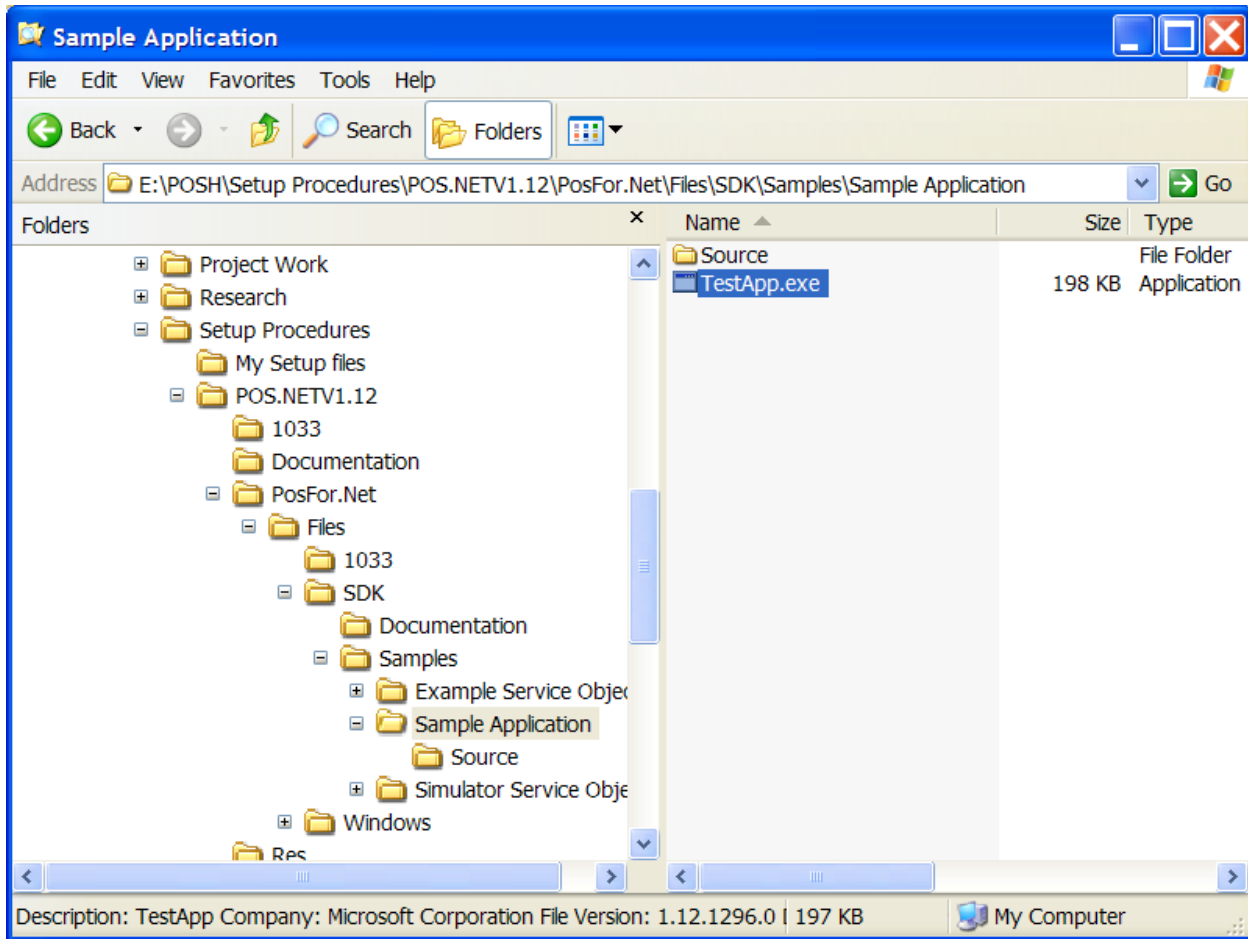 Sample Application
File Edit View Favorites Tools Help
Back Search Folders
Address E:\POSH\Setup Procedures\POS.NETV1.12\PosFor.Net\Files\SDK\Samples\Sample Application Go
Folders x
Project Work
Research
Setup Procedures
My Setup files
POS.NETV1.12
1033
Documentation
PosFor.Net
Files
1033
SDK
Documentation
Samples
Example Service Objec
Sample Application
Source
Simulator Service Obje
Windows
Res
Name Size Type
Source File Folder
TestApp.exe 198 KB Application
Description: TestApp Company: Microsoft Corporation File Version: 1.12.1296.0 197 KB My Computer